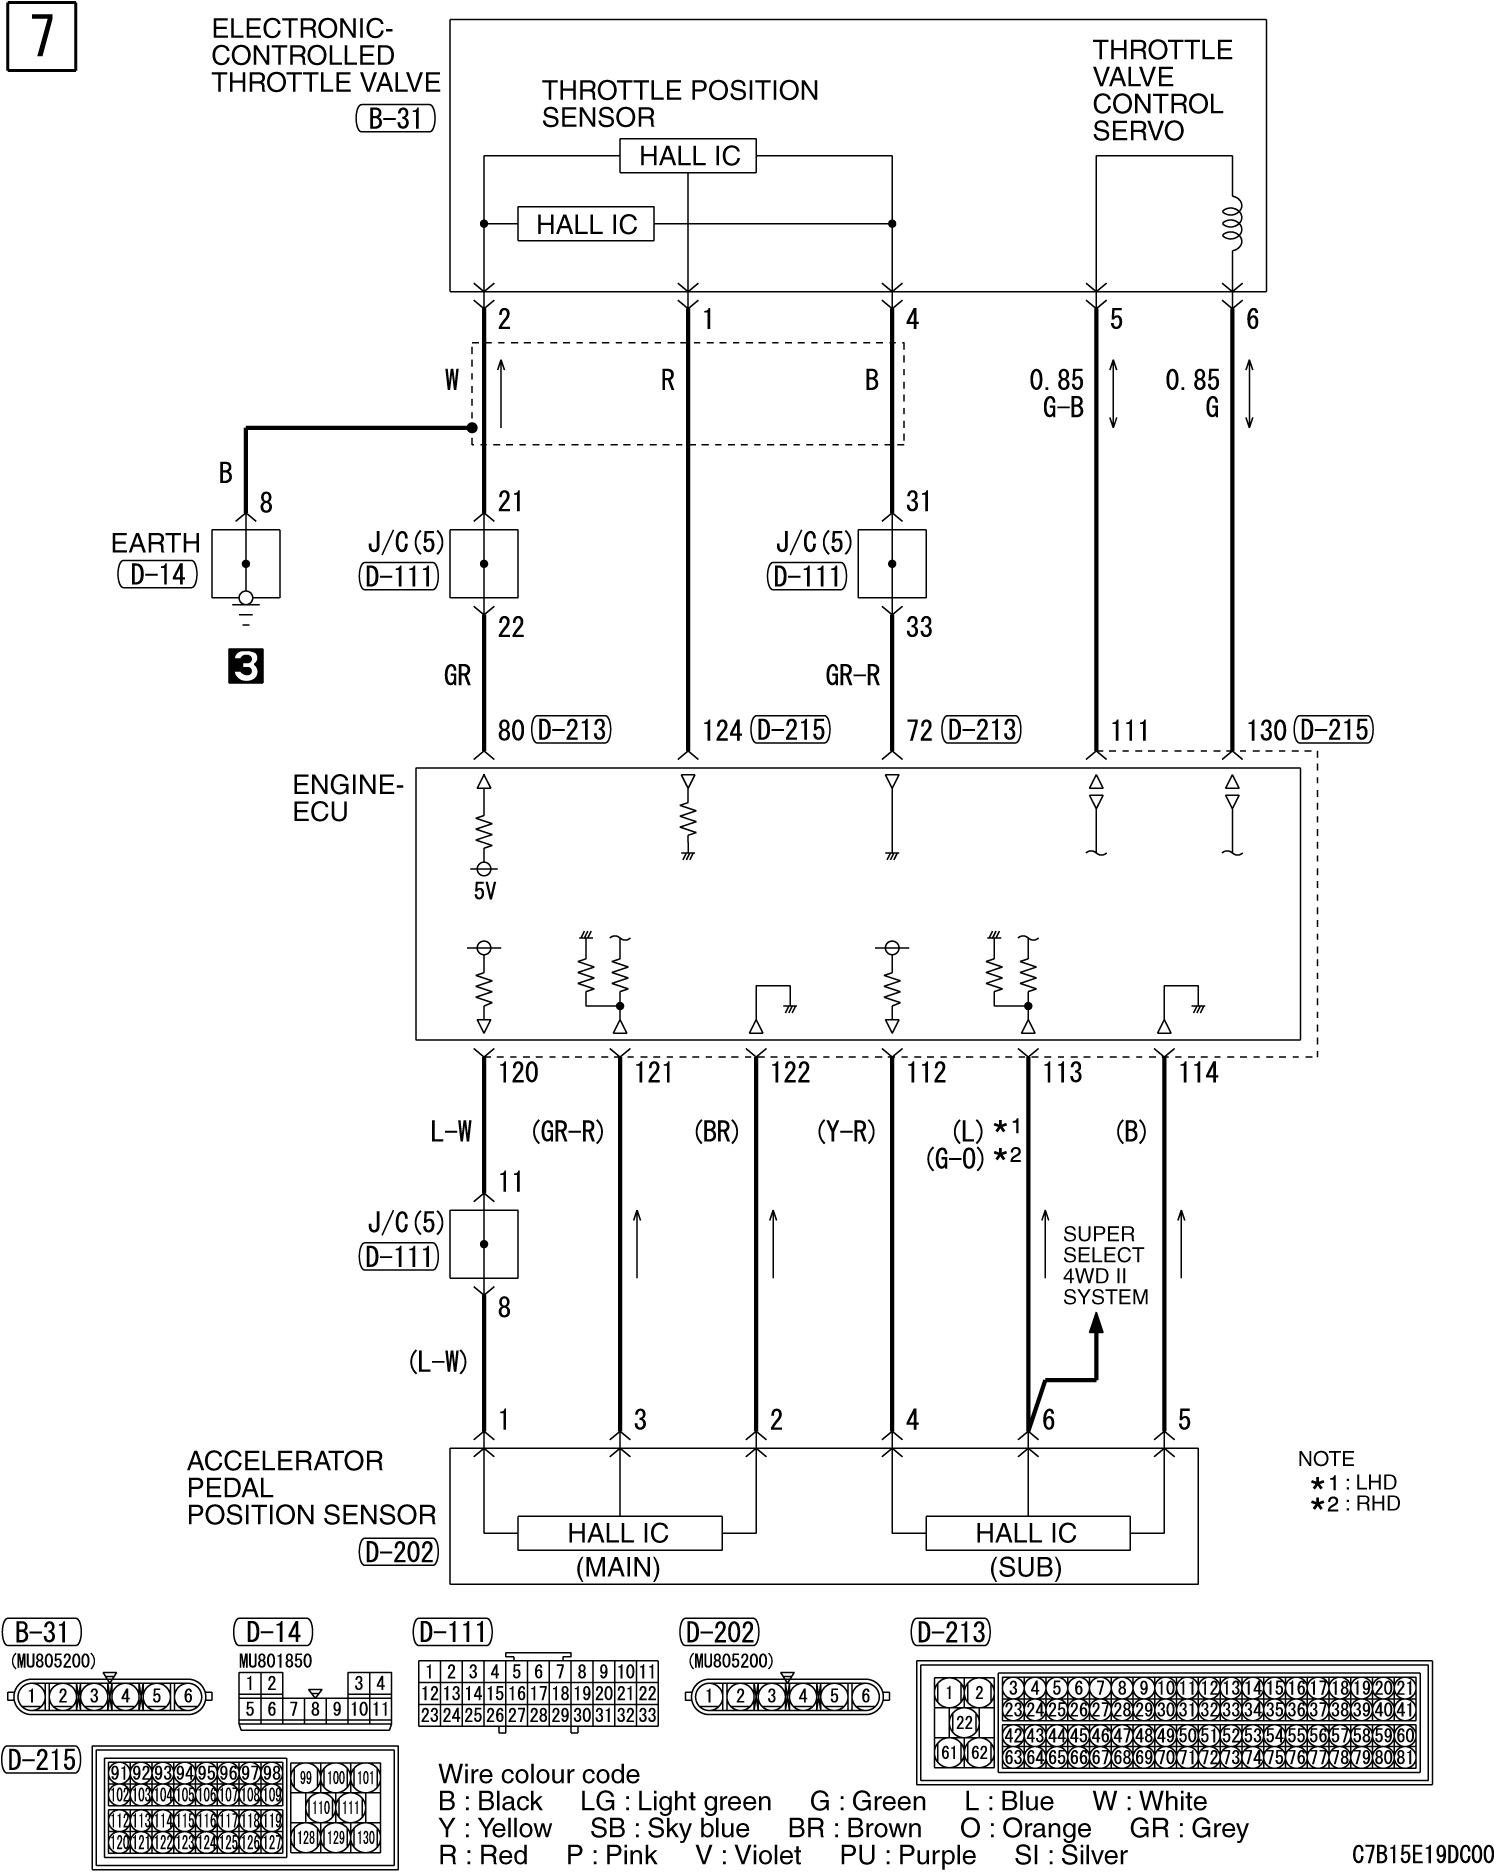 7
ELECTRONIC-
CONTROLLED
THROTTLE VALVE
B-31
THROTTLE POSITION
SENSOR
THROTTLE
VALVE
CONTROL
SERVO
HALL IC
HALL IC
2 1 4 5 6
W R B 0.85 0.85
G-B G
B
8 21 31
EARTH J/C(5) J/C(5)
D-14 D-111 D-111
22 33
3
GR GR-R
80 D-213 124 D-215 72 D-213 111 130 D-215
ENGINE-
ECU
5V
120 121 122 112 113 114
L-W (GR-R) (BR) (Y-R) (L) *1 (B)
(G-O) *2
11
J/C(5)
D-111
8
SUPER
SELECT
4WD II
SYSTEM
(L-W)
1 3 2 4 6 5
ACCELERATOR
PEDAL
POSITION SENSOR
D-202
HALL IC HALL IC
(MAIN) (SUB)
NOTE
*1 : LHD
*2 : RHD
B-31 D-14 D-111 D-202 D-213
(MU805200) MU801850 (MU805200)
1 2 3 4 5 6
1 2 3 4
5 6 7 8 9 10 11
1 2 3 4 5 6 7 8 9 10 11
12 13 14 15 16 17 18 19 20 21 22
23 24 25 26 27 28 29 30 31 32 33
1 2 3 4 5 6
1 2 3 4 5 6 7 8 9 10 11 12 13 14 15 16 17 18 19 20 21
22 23 24 25 26 27 28 29 30 31 32 33 34 35 36 37 38 39 40 41
42 43 44 45 46 47 48 49 50 51 52 53 54 55 56 57 58 59 60
61 62 63 64 65 66 67 68 69 70 71 72 73 74 75 76 77 78 79 80 81
D-215
91 92 93 94 95 96 97 98 99 100 101
102 103 104 105 106 107 108 109 110 111
112 113 114 115 116 117 118 119
120 121 122 123 124 125 126 127 128 129 130
Wire colour code
B : Black LG : Light green G : Green L : Blue W : White
Y : Yellow SB : Sky blue BR : Brown O : Orange GR : Grey
R : Red P : Pink V : Violet PU : Purple SI : Silver
C7B15E19DC00